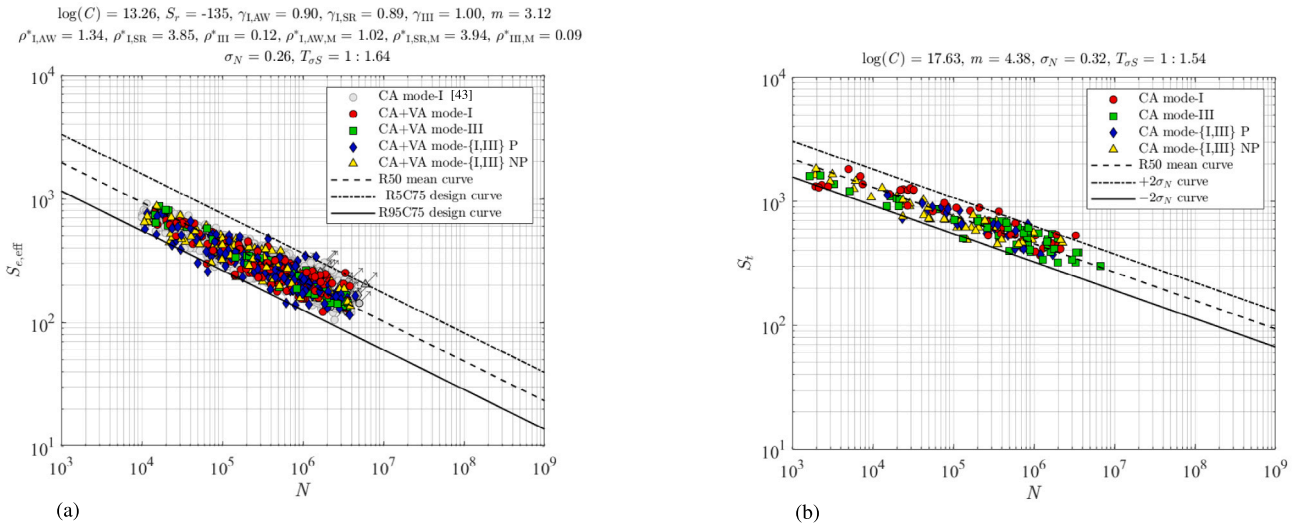 log(C) = 13.26, S_r = -135, γ_I,AW = 0.90, γ_I,SR = 0.89, γ_III = 1.00, m = 3.12
ρ*_I,AW = 1.34, ρ*_I,SR = 3.85, ρ*_III = 0.12, ρ*_I,AW,M = 1.02, ρ*_I,SR,M = 3.94, ρ*_III,M = 0.09
σ_N = 0.26, T_σS = 1 : 1.64
10^4
10^3
10^2
10^1
S_e,eff
CA mode-I [43]
CA+VA mode-I
CA+VA mode-III
CA+VA mode-{I,III} P
CA+VA mode-{I,III} NP
R50 mean curve
R5C75 design curve
R95C75 design curve
10^3 10^4 10^5 10^6 10^7 10^8 10^9
N
(a)
log(C) = 17.63, m = 4.38, σ_N = 0.32, T_σS = 1 : 1.54
10^4
10^3
10^2
10^1
S_t
CA mode-I
CA mode-III
CA mode-{I,III} P
CA mode-{I,III} NP
R50 mean curve
+2σ_N curve
−2σ_N curve
10^3 10^4 10^5 10^6 10^7 10^8 10^9
N
(b)